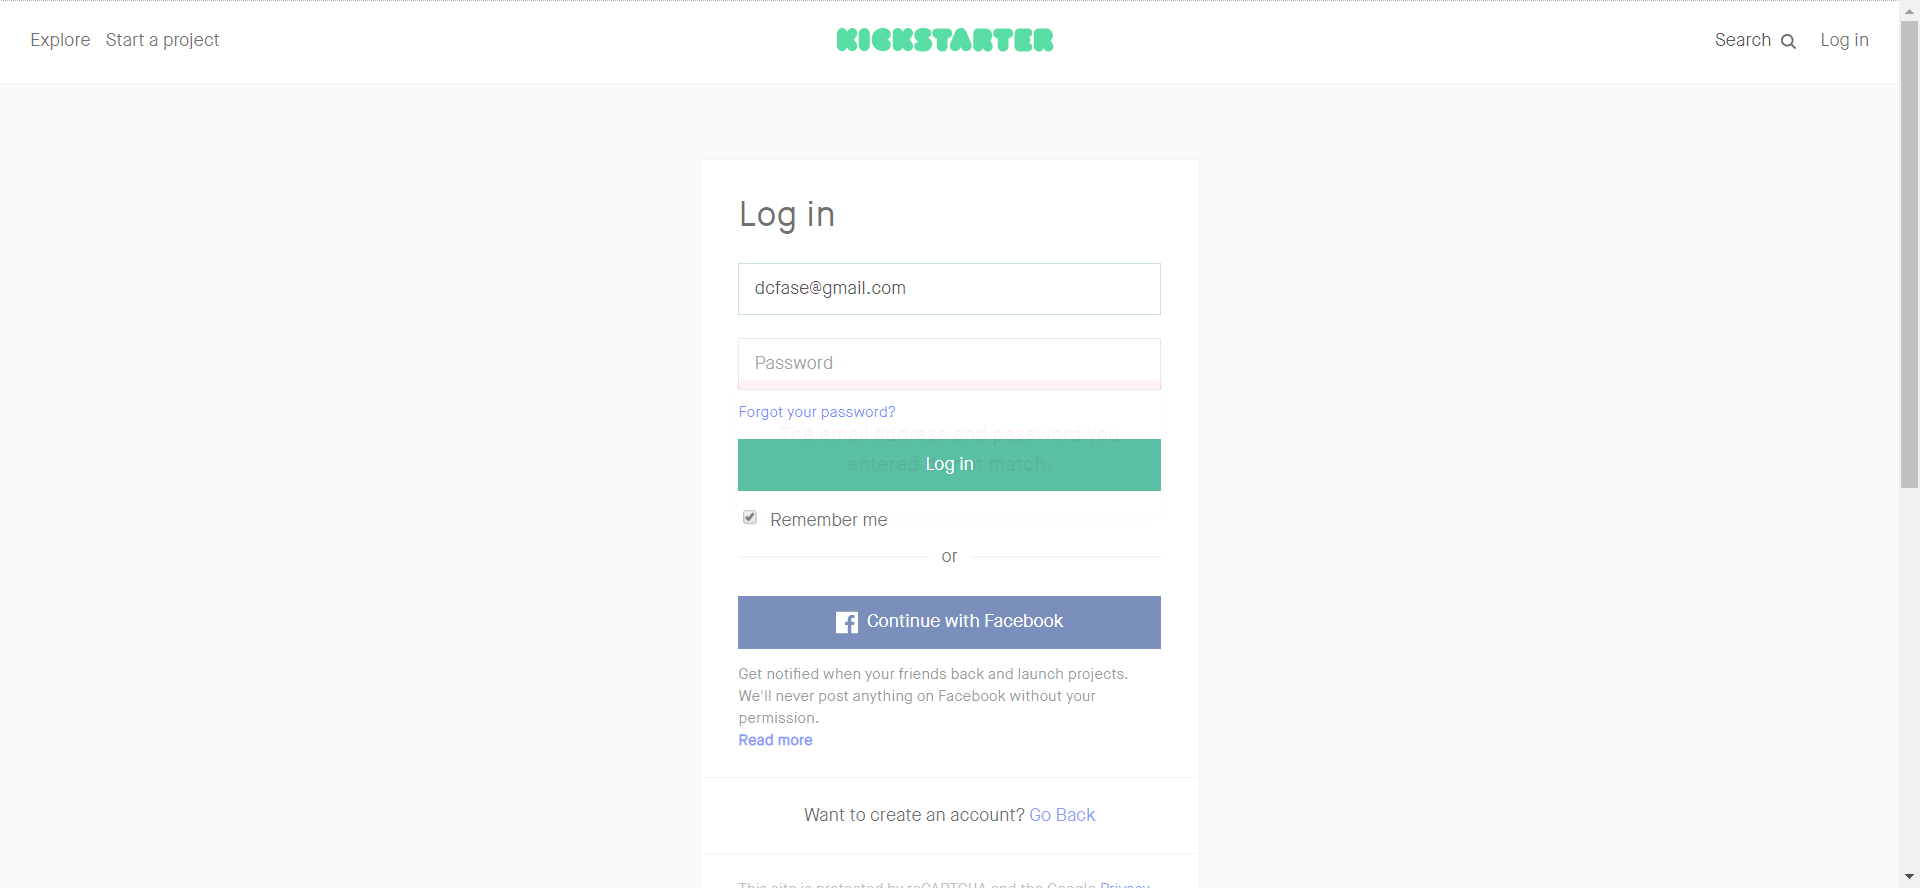 Explore Start a project KICKSTARTER Search Log in
Log in
dcfase@gmail.com
Password
Forgot your password?
The email address and password you
entered match.
Log in
Remember me
or
Continue with Facebook
Get notified when your friends back and launch projects.
We'll never post anything on Facebook without your
permission.
Read more
Want to create an account? Go Back
This site is protected by reCAPTCHA and the Google Privacy